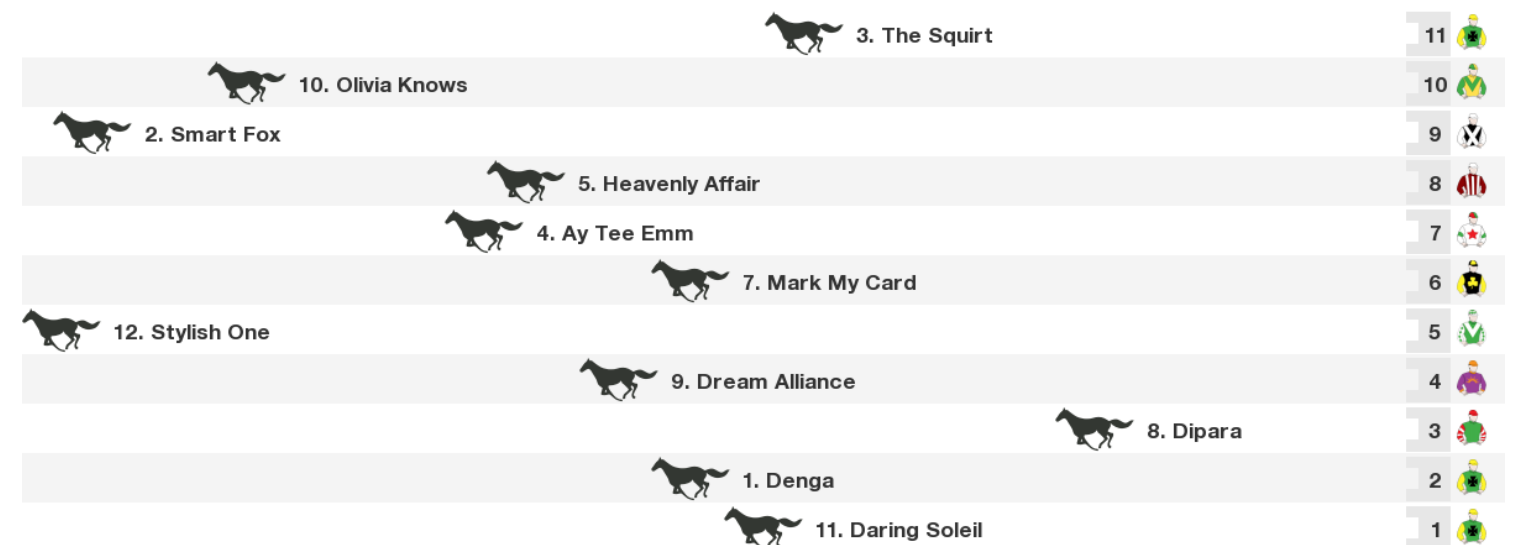 3. The Squirt 11
10. Olivia Knows 10
2. Smart Fox 9
5. Heavenly Affair 8
4. Ay Tee Emm 7
7. Mark My Card 6
12. Stylish One 5
9. Dream Alliance 4
8. Dipara 3
1. Denga 2
11. Daring Soleil 1